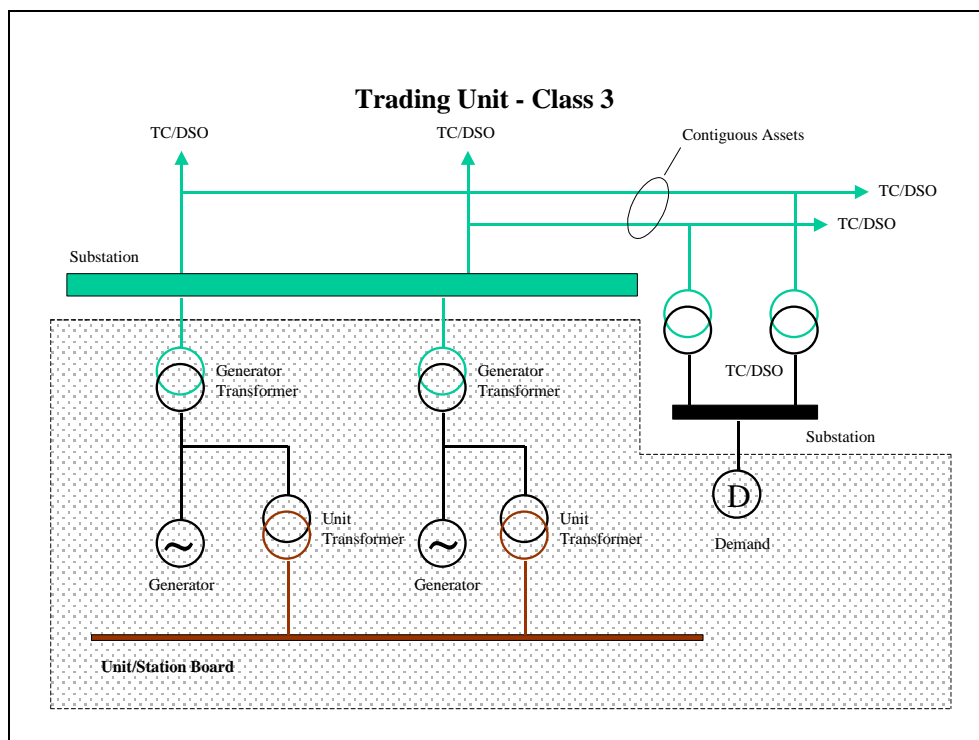 Trading Unit - Class 3
TC/DSO
TC/DSO
Contiguous Assets
TC/DSO
TC/DSO
Substation
Generator
Transformer
Generator
Transformer
TC/DSO
Substation
D
Demand
Unit
Transformer
Unit
Transformer
Generator
Generator
Unit/Station Board